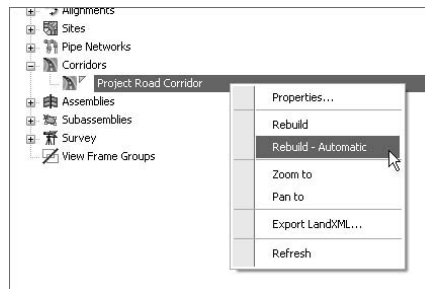 Alignments
Sites
Pipe Networks
Corridors
Project Road Corridor
Assemblies
Subassemblies
Survey
View Frame Groups
Properties...
Rebuild
Rebuild - Automatic
Zoom to
Pan to
Export LandXML...
Refresh